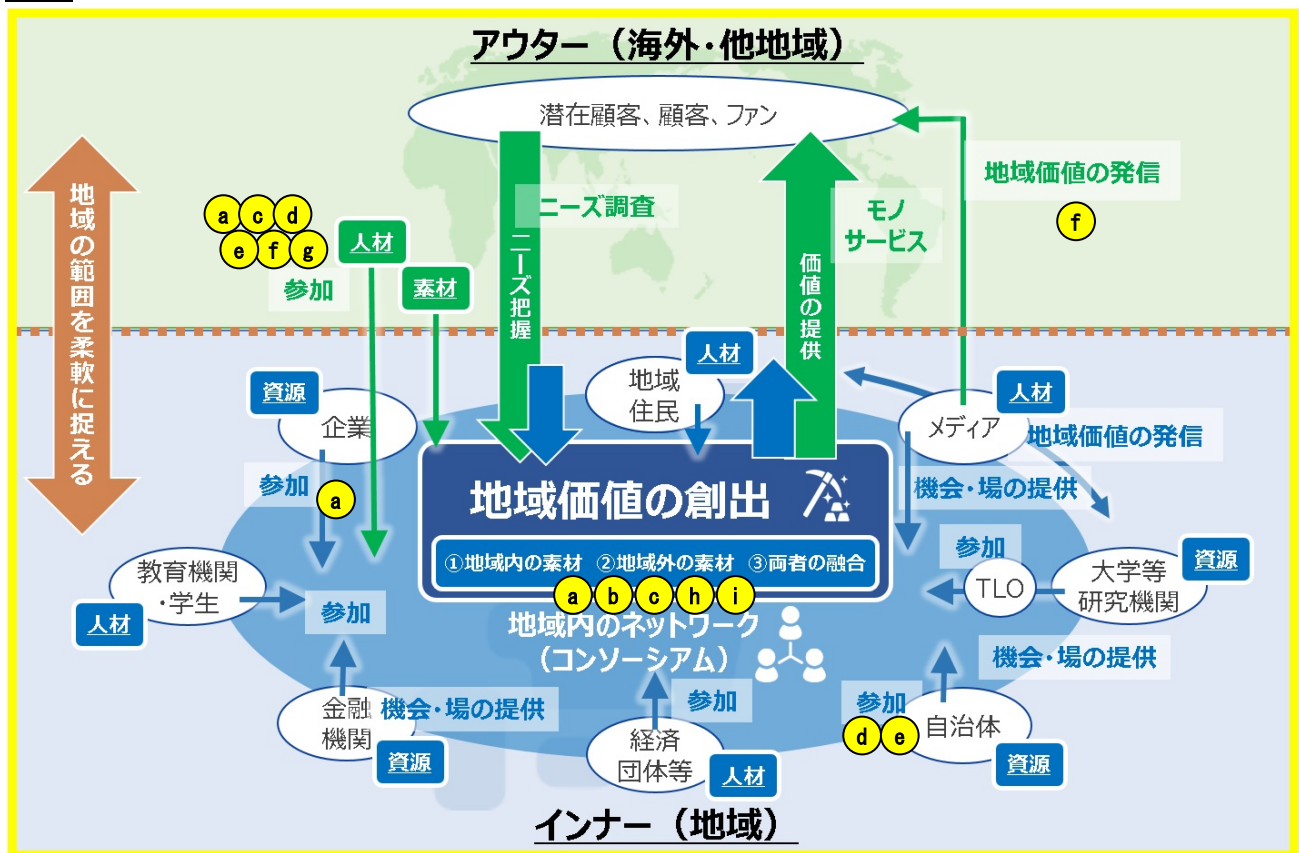 アウター（海外・他地域）
潜在顧客、顧客、ファン
地域価値の発信
f
ニーズ調査
モノ
サービス
a c d
e f g
人材
参加
素材
ニーズ把握
価値の提供
地域の範囲を柔軟に捉える
地域
住民
人材
資源
企業
参加
a
メディア
人材
地域価値の発信
機会・場の提供
地域価値の創出
①地域内の素材 ②地域外の素材 ③両者の融合
a b c h i
地域内のネットワーク
（コンソーシアム）
教育機関
・学生
人材
参加
参加
TLO
大学等
研究機関
資源
機会・場の提供
金融
機関
機会・場の提供
資源
経済
団体等
参加
人材
参加
d e
自治体
資源
インナー（地域）